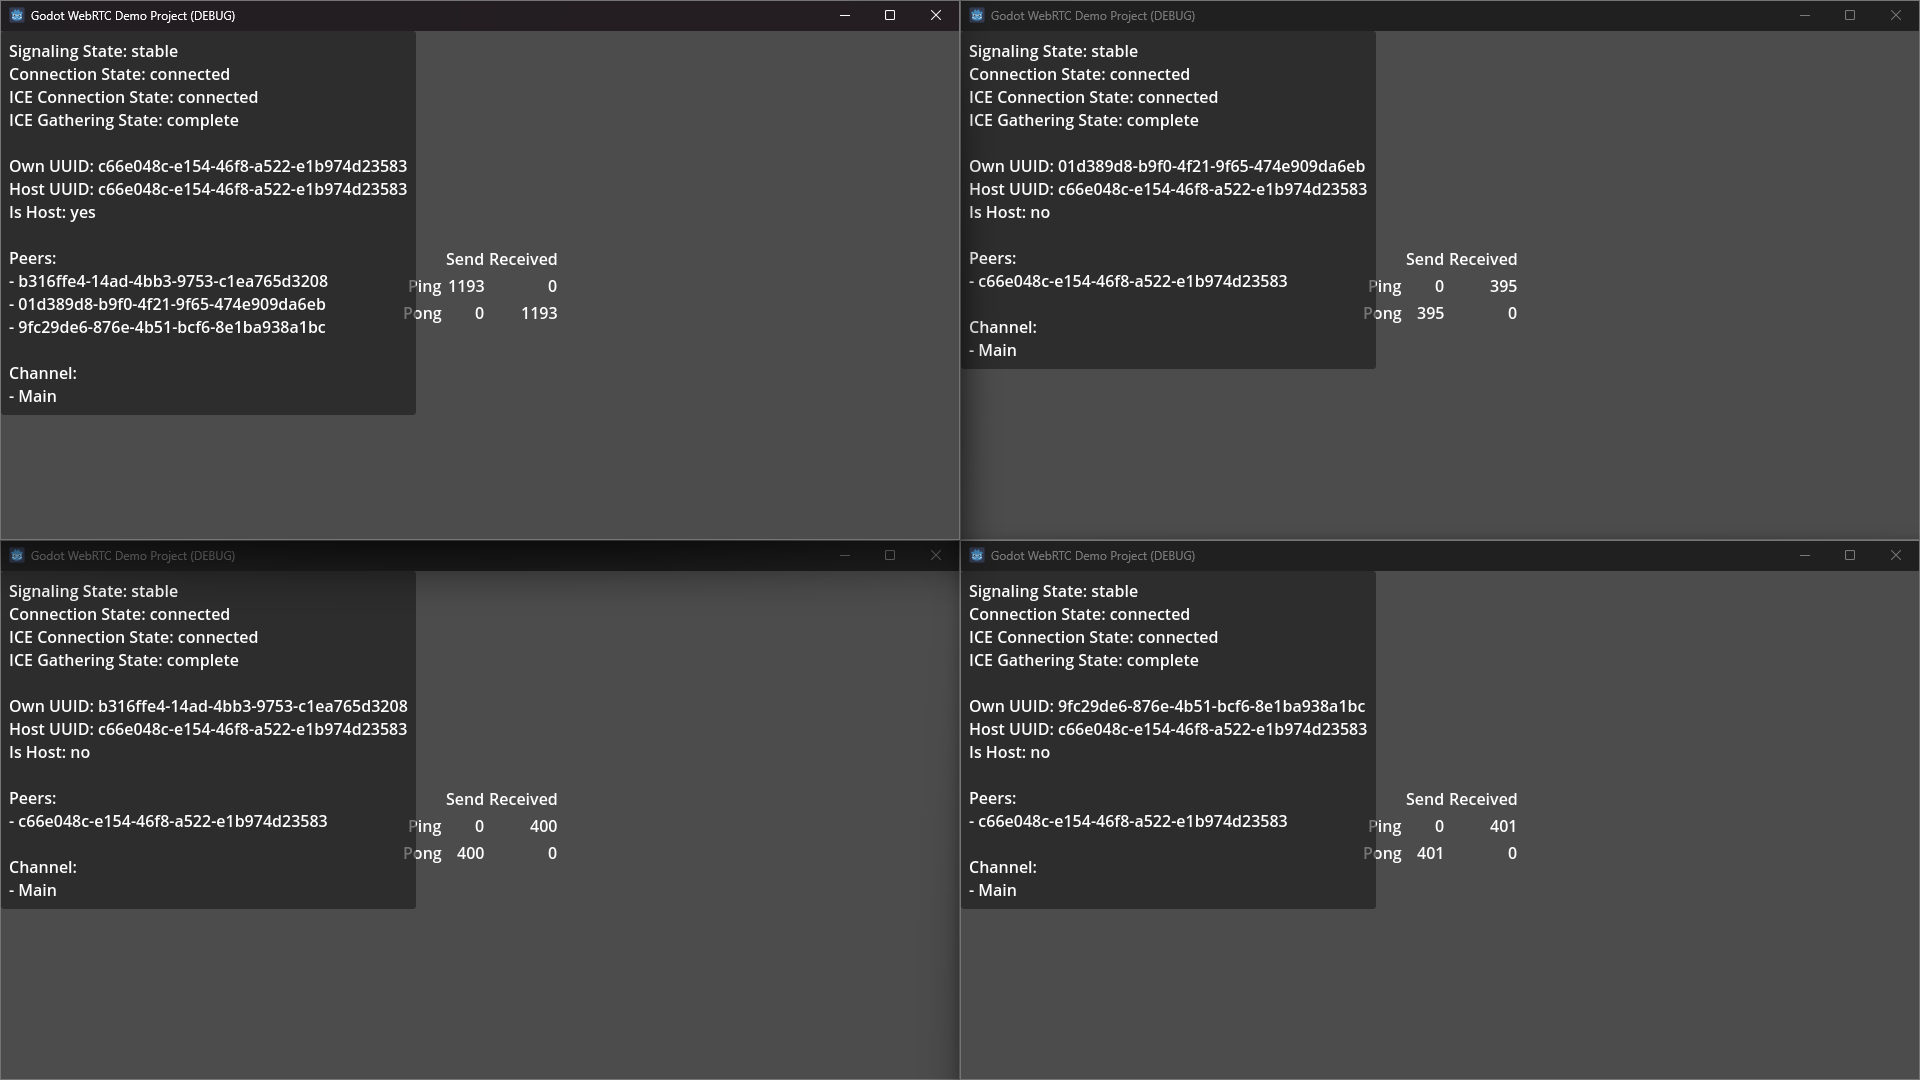 Godot WebRTC Demo Project (DEBUG)
Signaling State: stable
Connection State: connected
ICE Connection State: connected
ICE Gathering State: complete
Own UUID: c66e048c-e154-46f8-a522-e1b974d23583
Host UUID: c66e048c-e154-46f8-a522-e1b974d23583
Is Host: yes
Peers:
- b316ffe4-14ad-4bb3-9753-c1ea765d3208
- 01d389d8-b9f0-4f21-9f65-474e909da6eb
- 9fc29de6-876e-4b51-bcf6-8e1ba938a1bc
Channel:
- Main
Send Received
Ping 1193 0
Pong 0 1193
Godot WebRTC Demo Project (DEBUG)
Signaling State: stable
Connection State: connected
ICE Connection State: connected
ICE Gathering State: complete
Own UUID: 01d389d8-b9f0-4f21-9f65-474e909da6eb
Host UUID: c66e048c-e154-46f8-a522-e1b974d23583
Is Host: no
Peers:
- c66e048c-e154-46f8-a522-e1b974d23583
Channel:
- Main
Send Received
Ping 0 395
Pong 395 0
Godot WebRTC Demo Project (DEBUG)
Signaling State: stable
Connection State: connected
ICE Connection State: connected
ICE Gathering State: complete
Own UUID: b316ffe4-14ad-4bb3-9753-c1ea765d3208
Host UUID: c66e048c-e154-46f8-a522-e1b974d23583
Is Host: no
Peers:
- c66e048c-e154-46f8-a522-e1b974d23583
Channel:
- Main
Send Received
Ping 0 400
Pong 400 0
Godot WebRTC Demo Project (DEBUG)
Signaling State: stable
Connection State: connected
ICE Connection State: connected
ICE Gathering State: complete
Own UUID: 9fc29de6-876e-4b51-bcf6-8e1ba938a1bc
Host UUID: c66e048c-e154-46f8-a522-e1b974d23583
Is Host: no
Peers:
- c66e048c-e154-46f8-a522-e1b974d23583
Channel:
- Main
Send Received
Ping 0 401
Pong 401 0